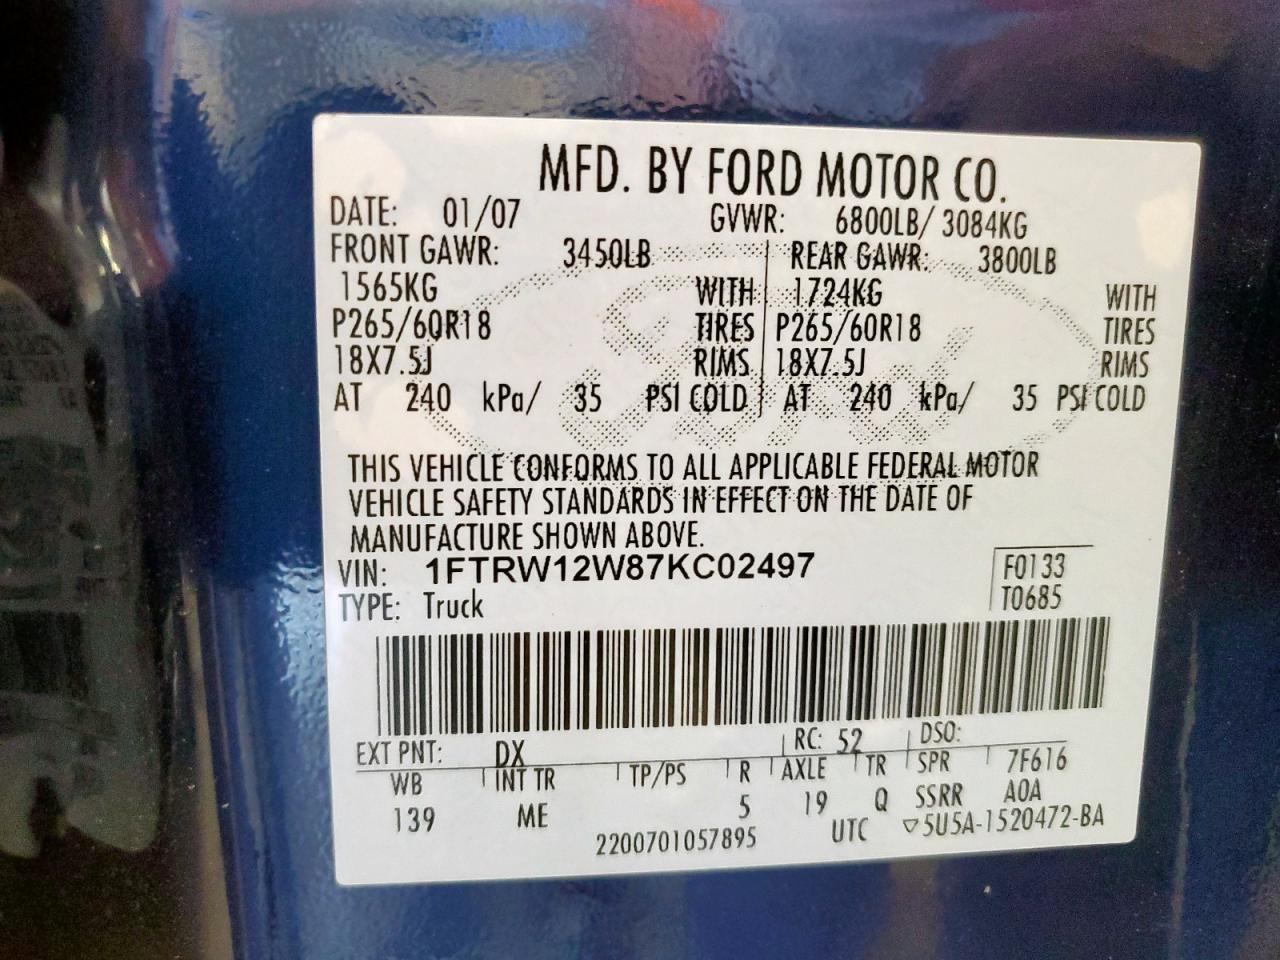 MFD. BY FORD MOTOR CO.
DATE: 01/07 GVWR: 6800LB/ 3084KG
FRONT GAWR: 3450LB REAR GAWR: 3800LB
1565KG WITH 1724KG WITH
P265/60R18 TIRES P265/60R18 TIRES
18X7.5J RIMS 18X7.5J RIMS
AT 240 kPa/ 35 PSI COLD AT 240 kPa/ 35 PSI COLD
THIS VEHICLE CONFORMS TO ALL APPLICABLE FEDERAL MOTOR
VEHICLE SAFETY STANDARDS IN EFFECT ON THE DATE OF
MANUFACTURE SHOWN ABOVE.
VIN: 1FTRW12W87KC02497 F0133
TYPE: Truck T0685
EXT PNT: DX RC: 52 DSO:
WB INT TR TP/PS R AXLE TR SPR 7F616
139 ME 5 19 Q SSRR A0A
2200701057895 UTC ▽5U5A-1520472-BA